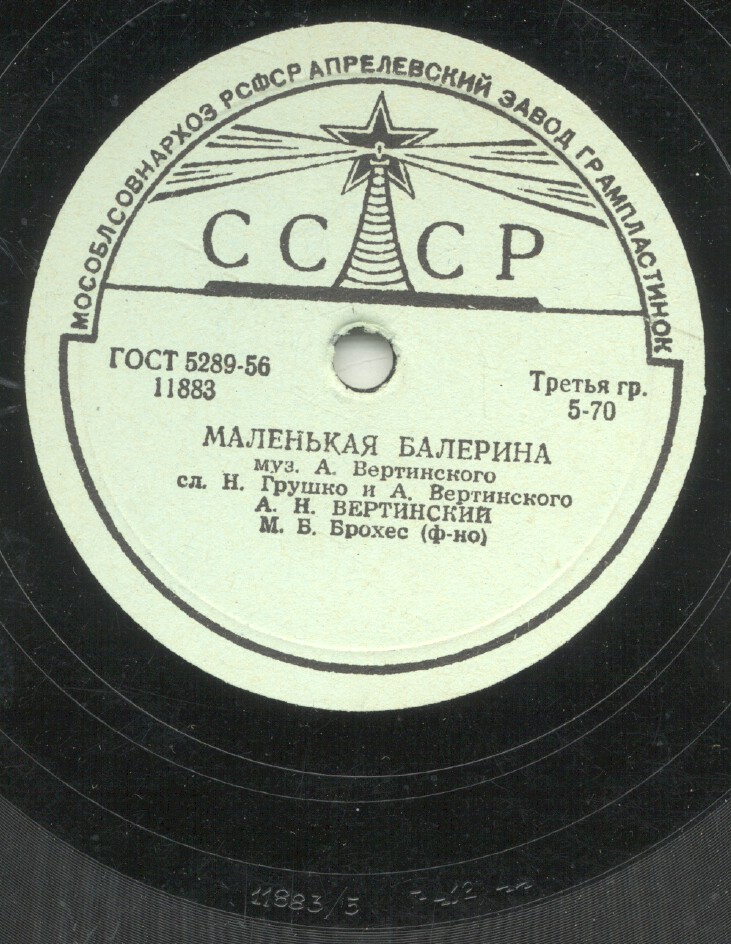 МОСОБЛСОВНАРХОЗ РСФСР АПРЕЛЕВСКИЙ ЗАВОД ГРАМПЛАСТИНОК
СССР
ГОСТ 5289-56
11883
Третья гр.
5-70
МАЛЕНЬКАЯ БАЛЕРИНА
муз. А. Вертинского
сл. Н. Грушко и А. Вертинского
А. Н. ВЕРТИНСКИЙ
М. Б. Брохес (ф-но)
11883/5